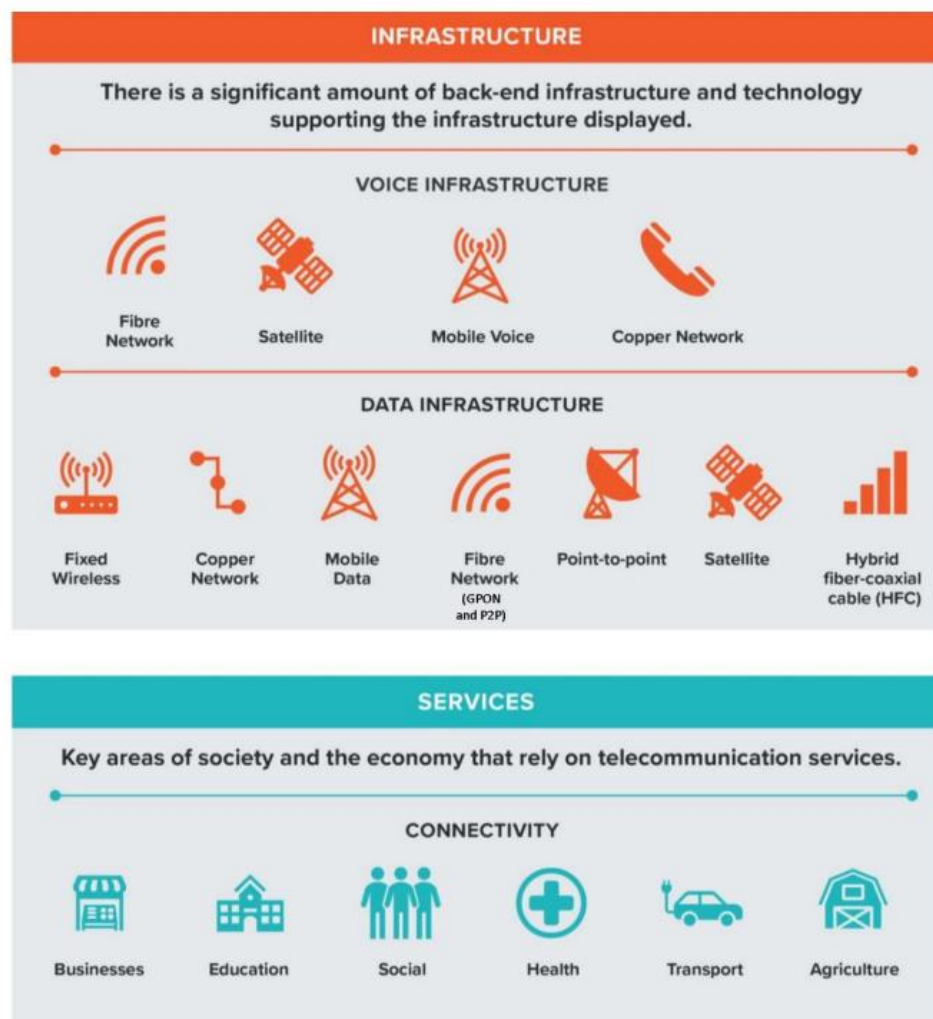 INFRASTRUCTURE
There is a significant amount of back-end infrastructure and technology
supporting the infrastructure displayed.
VOICE INFRASTRUCTURE
Fibre
Network
Satellite
Mobile Voice
Copper Network
DATA INFRASTRUCTURE
Fixed
Wireless
Copper
Network
Mobile
Data
Fibre
Network
(GPON
and P2P)
Point-to-point
Satellite
Hybrid
fiber-coaxial
cable (HFC)
SERVICES
Key areas of society and the economy that rely on telecommunication services.
CONNECTIVITY
Businesses
Education
Social
Health
Transport
Agriculture